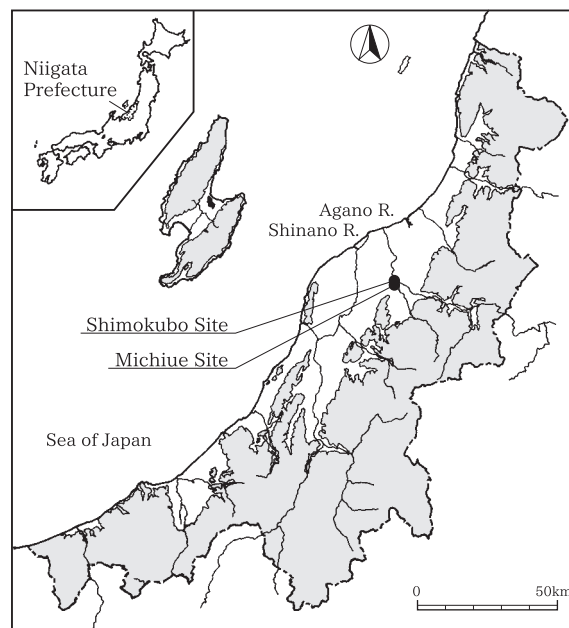 Niigata
Prefecture
Agano R.
Shinano R.
Shimokubo Site
Michiue Site
Sea of Japan
0 50km